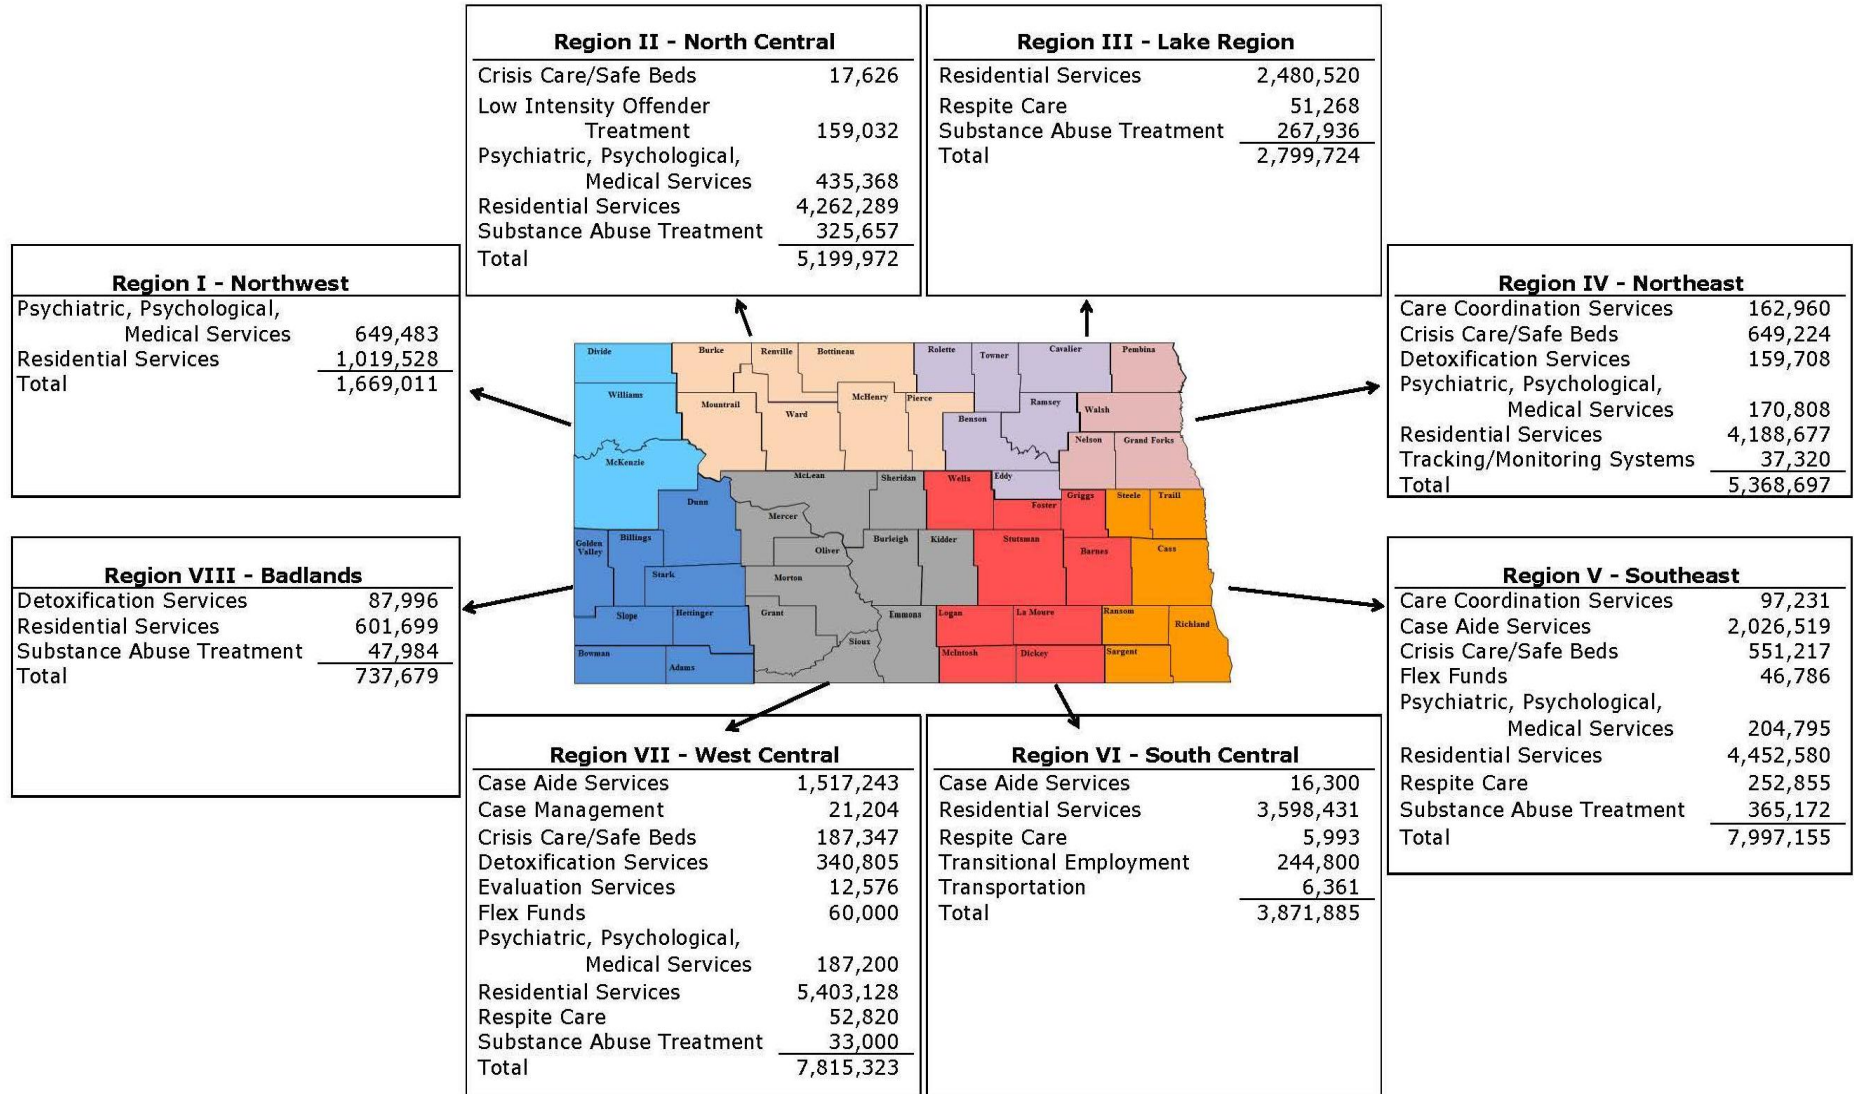 Region II - North Central
Crisis Care/Safe Beds 17,626
Low Intensity Offender
Treatment 159,032
Psychiatric, Psychological,
Medical Services 435,368
Residential Services 4,262,289
Substance Abuse Treatment 325,657
Total 5,199,972
Region III - Lake Region
Residential Services 2,480,520
Respite Care 51,268
Substance Abuse Treatment 267,936
Total 2,799,724
Region I - Northwest
Psychiatric, Psychological,
Medical Services 649,483
Residential Services 1,019,528
Total 1,669,011
Region IV - Northeast
Care Coordination Services 162,960
Crisis Care/Safe Beds 649,224
Detoxification Services 159,708
Psychiatric, Psychological,
Medical Services 170,808
Residential Services 4,188,677
Tracking/Monitoring Systems 37,320
Total 5,368,697
Divide
Burke
Renville
Bottineau
Rolette
Towner
Cavalier
Pembina
Williams
Mountrail
Ward
McHenry
Pierce
Benson
Ramsey
Walsh
Nelson
Grand Forks
McKenzie
McLean
Sheridan
Wells
Eddy
Foster
Griggs
Steele
Traill
Dunn
Mercer
Oliver
Burleigh
Kidder
Stutsman
Barnes
Cass
Golden
Valley
Billings
Stark
Morton
Slope
Hettinger
Grant
Sioux
Emmons
Logan
La Moure
Ransom
Richland
Bowman
Adams
McIntosh
Dickey
Sargent
Region VIII - Badlands
Detoxification Services 87,996
Residential Services 601,699
Substance Abuse Treatment 47,984
Total 737,679
Region V - Southeast
Care Coordination Services 97,231
Case Aide Services 2,026,519
Crisis Care/Safe Beds 551,217
Flex Funds 46,786
Psychiatric, Psychological,
Medical Services 204,795
Residential Services 4,452,580
Respite Care 252,855
Substance Abuse Treatment 365,172
Total 7,997,155
Region VII - West Central
Case Aide Services 1,517,243
Case Management 21,204
Crisis Care/Safe Beds 187,347
Detoxification Services 340,805
Evaluation Services 12,576
Flex Funds 60,000
Psychiatric, Psychological,
Medical Services 187,200
Residential Services 5,403,128
Respite Care 52,820
Substance Abuse Treatment 33,000
Total 7,815,323
Region VI - South Central
Case Aide Services 16,300
Residential Services 3,598,431
Respite Care 5,993
Transitional Employment 244,800
Transportation 6,361
Total 3,871,885